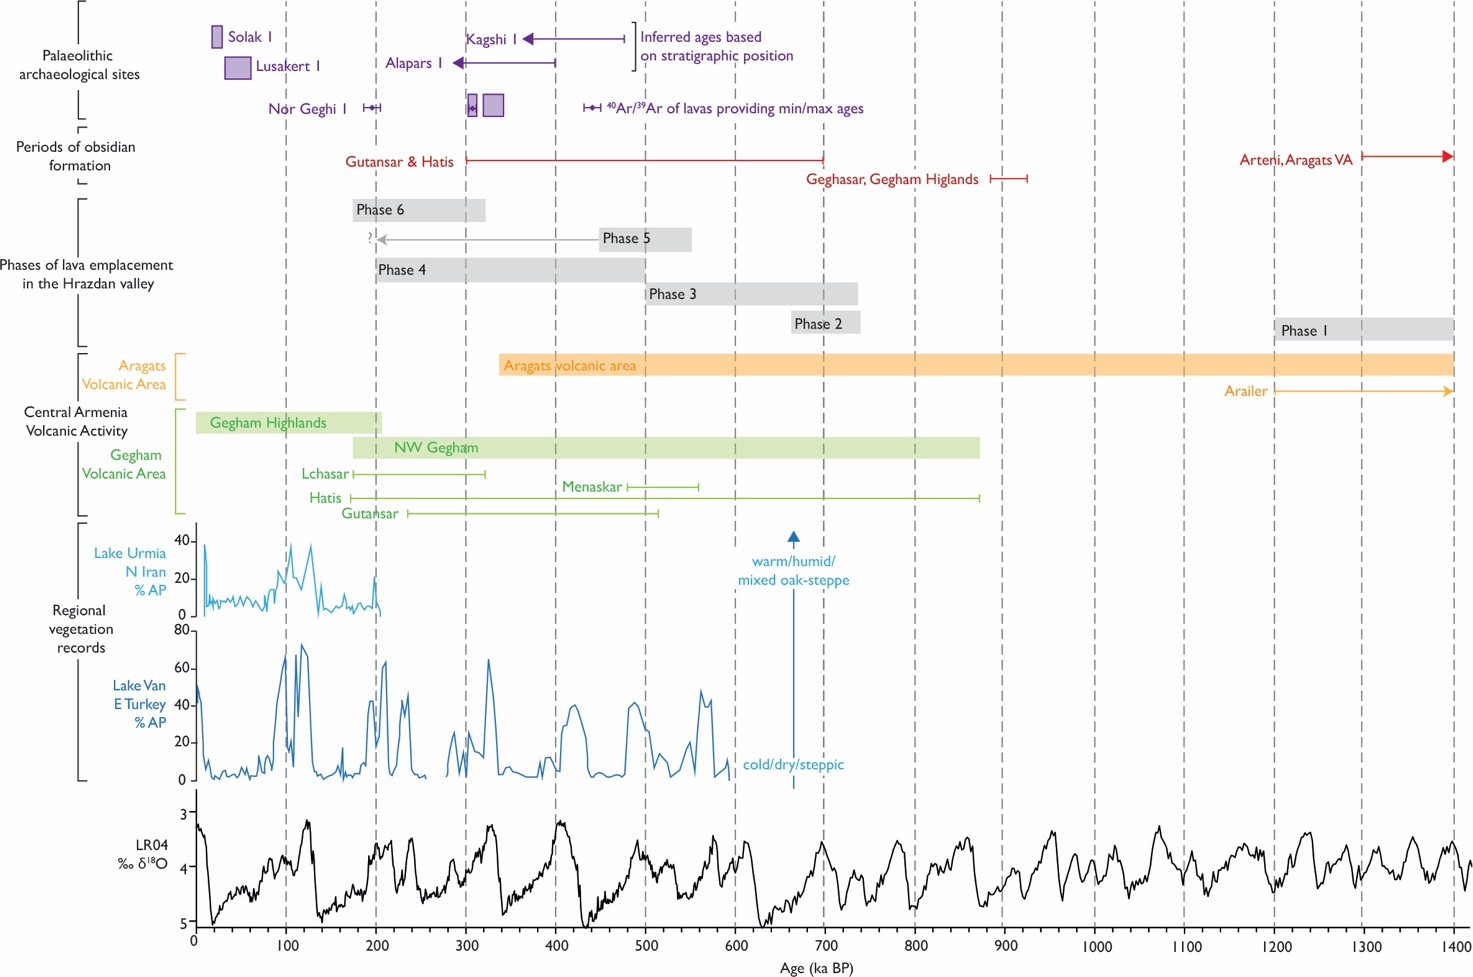 Palaeolithic
archaeological sites
Solak 1
Lusakert 1
Kagshi 1
Alapars 1
Inferred ages based
on stratigraphic position
Nor Geghi 1
⁴⁰Ar/³⁹Ar of lavas providing min/max ages
Periods of obsidian
formation
Gutansar & Hatis
Geghasar, Gegham Higlands
Arteni, Aragats VA
Phases of lava emplacement
in the Hrazdan valley
Phase 6
?
Phase 5
Phase 4
Phase 3
Phase 2
Phase 1
Central Armenia
Volcanic Activity
Aragats
Volcanic Area
Aragats volcanic area
Arailer
Gegham
Volcanic Area
Gegham Highlands
NW Gegham
Lchasar
Menaskar
Hatis
Gutansar
Regional
vegetation
records
Lake Urmia
N Iran
% AP
40
20
0
warm/humid/
mixed oak-steppe
cold/dry/steppic
Lake Van
E Turkey
% AP
80
60
40
20
0
LR04
‰ δ¹⁸O
3
4
5
0 100 200 300 400 500 600 700 800 900 1000 1100 1200 1300 1400
Age (ka BP)